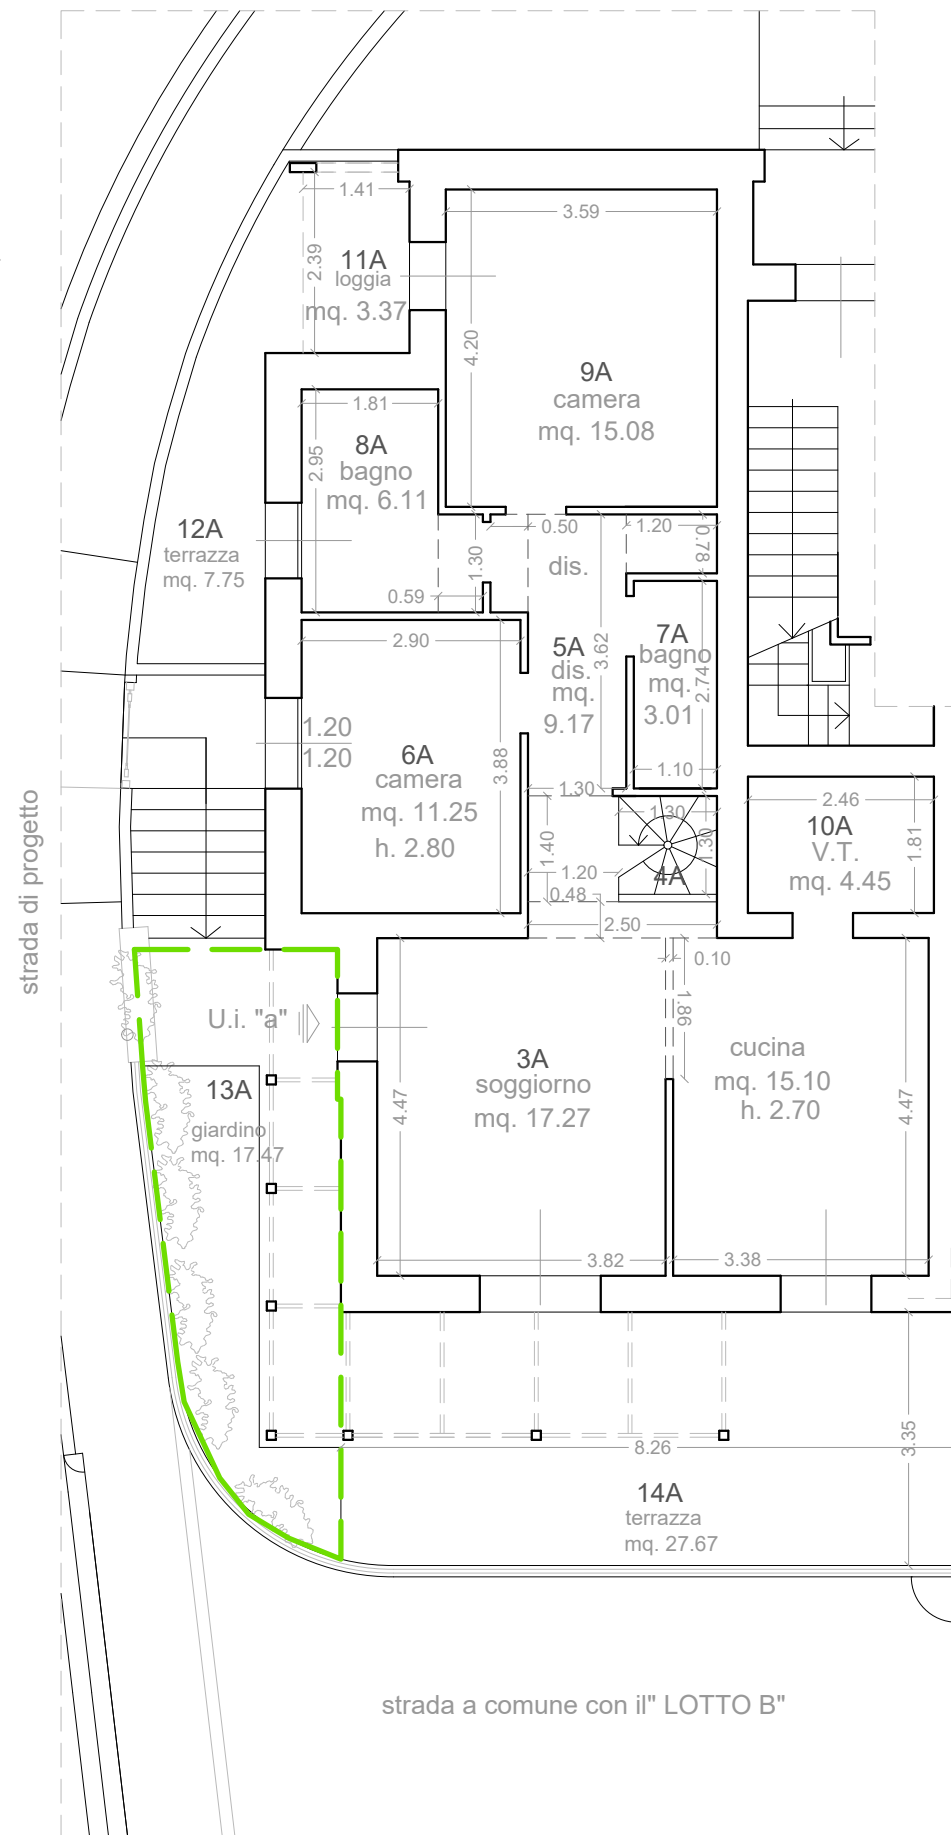 1.41
3.59
2.39
11A
loggia
mq. 3.37
4.20
9A
camera
mq. 15.08
1.81
2.95
8A
bagno
mq. 6.11
12A
terrazza
mq. 7.75
0.50
1.20
0.78
1.30
dis.
0.59
2.90
3.62
5A
dis.
mq.
9.17
7A
bagno
mq.
3.01
2.74
1.20
1.20
6A
camera
mq. 11.25
h. 2.80
3.88
1.10
1.30
1.30
1.30
4A
1.40
1.20
0.48
2.50
2.46
10A
V.T.
mq. 4.45
1.81
strada di progetto
0.10
1.86
U.i. "a"
3A
soggiorno
mq. 17.27
cucina
mq. 15.10
h. 2.70
13A
giardino
mq. 17.47
4.47
4.47
3.82
3.38
8.26
3.35
14A
terrazza
mq. 27.67
strada a comune con il" LOTTO B"